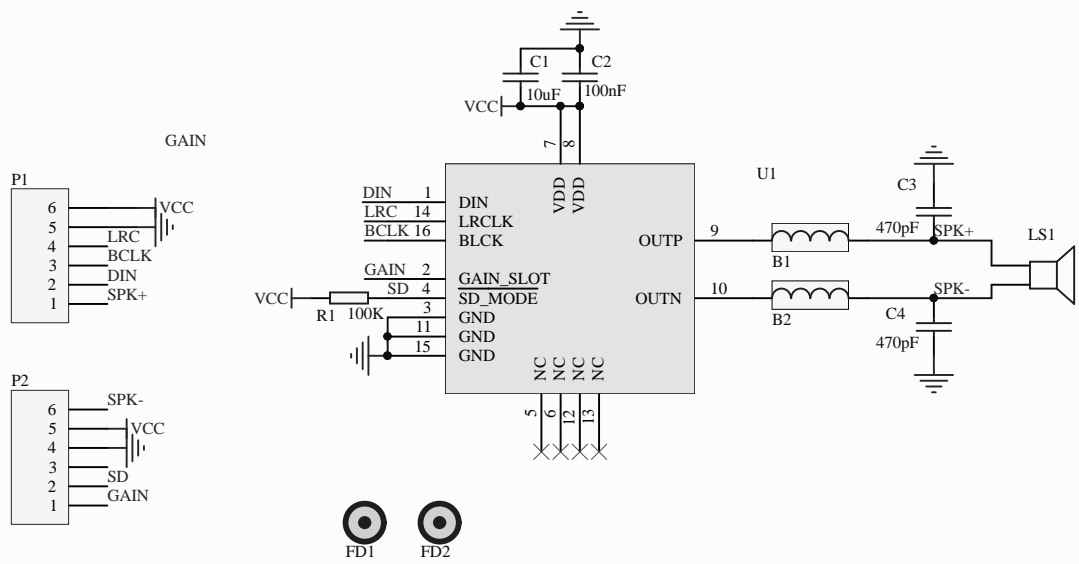 C1
C2
10uF
100nF
VCC
GAIN
7
8
VDD
VDD
U1
P1
6
VCC
5
4
LRC
3
BCLK
2
DIN
1
SPK+
DIN
1
DIN
LRC
14
LRCLK
BCLK
16
BLCK
GAIN
2
GAIN_SLOT
VCC
R1
100K
SD
4
SD_MODE
3
GND
11
GND
15
GND
OUTP
9
B1
OUTN
10
B2
C3
470pF
SPK+
LS1
SPK-
C4
470pF
NC
NC
NC
NC
5
6
12
13
P2
6
SPK-
5
VCC
4
3
2
SD
1
GAIN
FD1
FD2